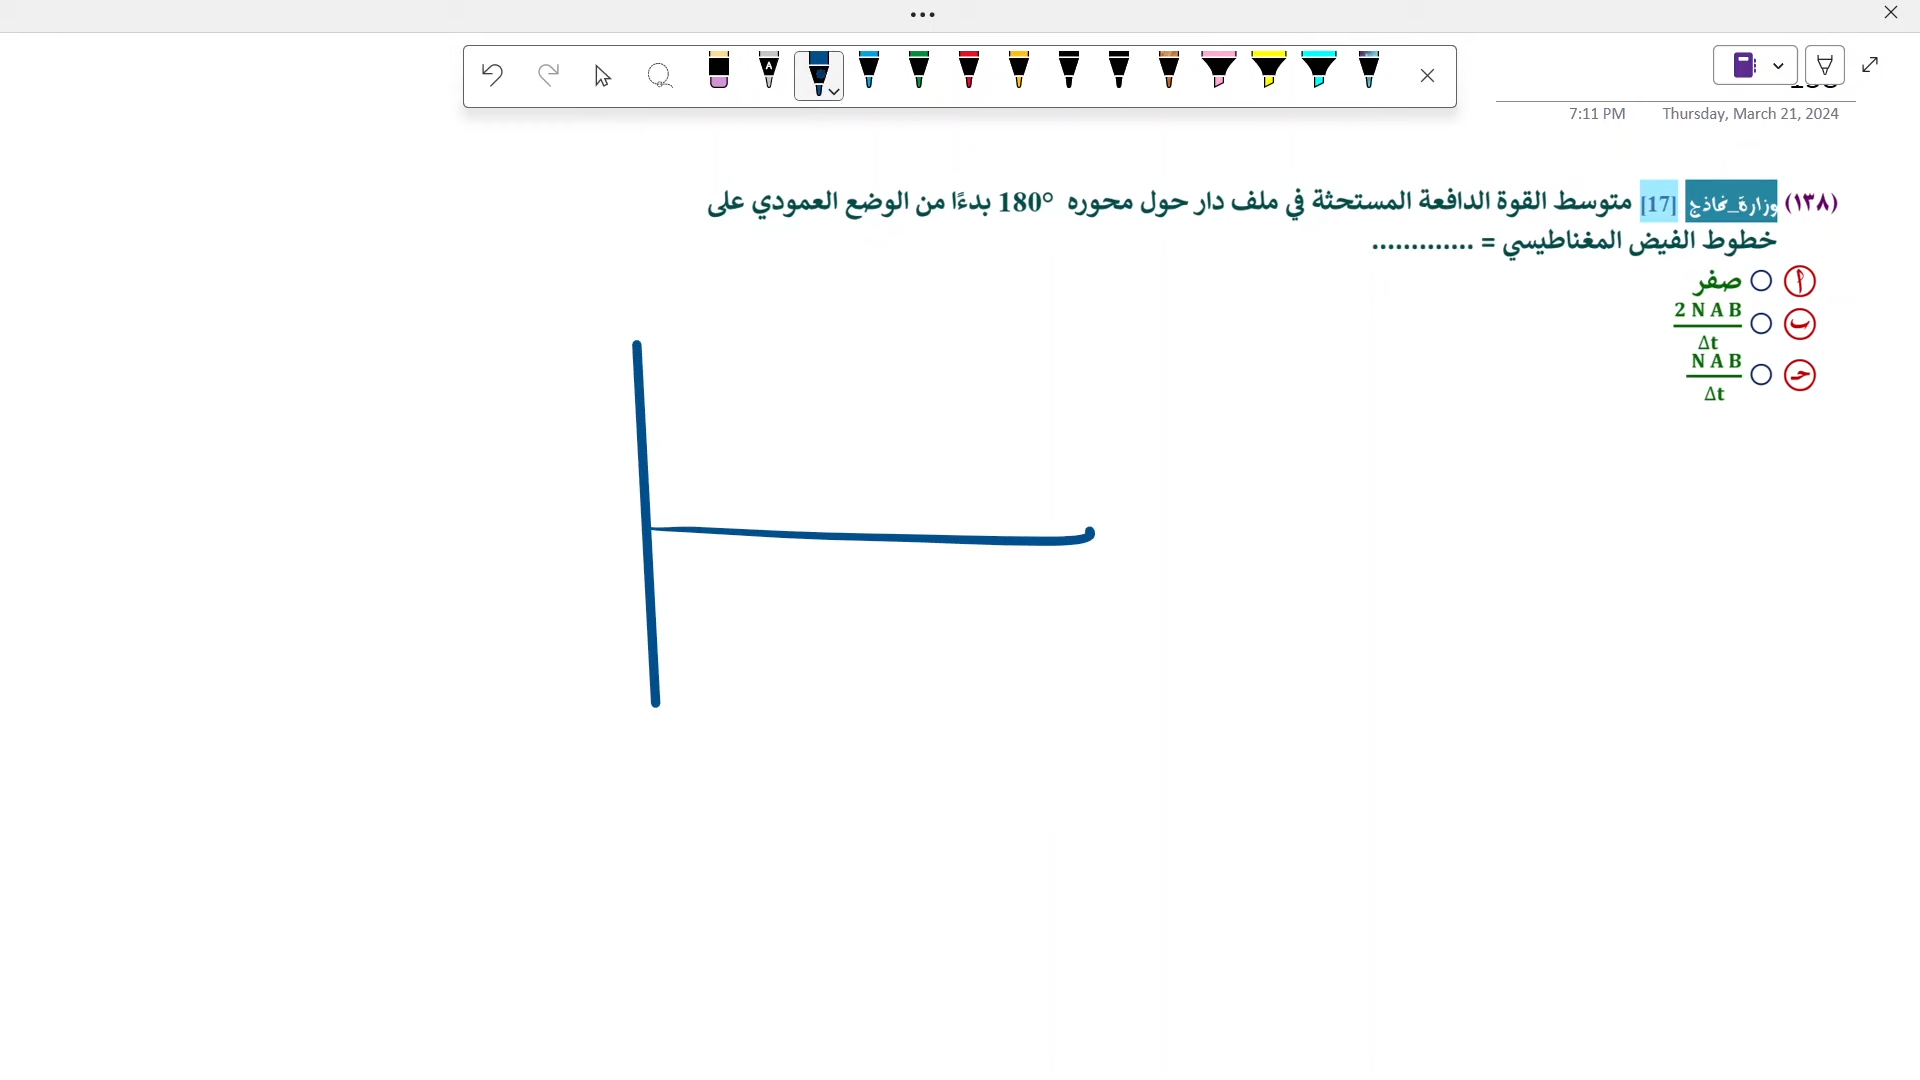 7:11 PM Thursday, March 21, 2024
(١٣٨) وزارة_نماذج [17] متوسط القوة الدافعة المستحثة في ملف دار حول محوره 180° بدءًا من الوضع العمودي على
خطوط الفيض المغناطيسي = .............
أ صفر
ب 2 N A B
Δt
حـ N A B
Δt